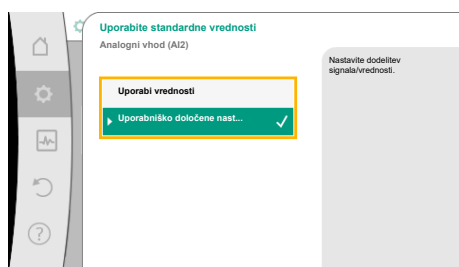 Uporabite standardne vrednosti
Analogni vhod (AI2)
Nastavite dodelitev
signala/vrednosti.
Uporabi vrednosti
Uporabniško določene nast...
?